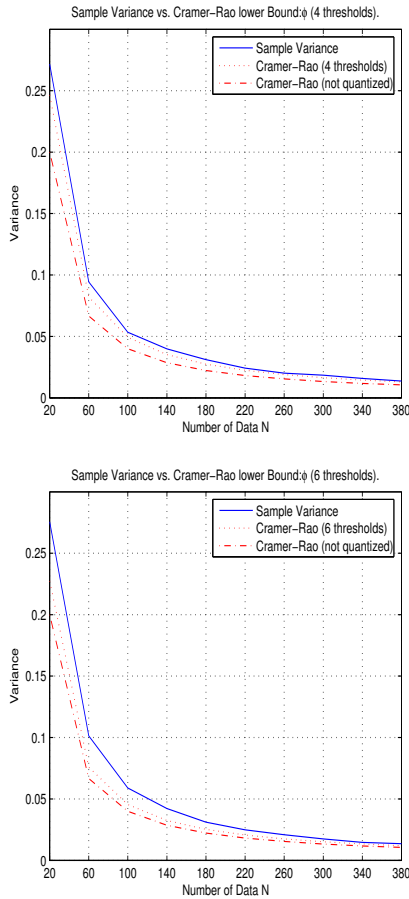 Sample Variance vs. Cramer−Rao lower Bound:ϕ (4 thresholds).
Sample Variance
Cramer−Rao (4 thresholds)
Cramer−Rao (not quantized)
0.25
0.2
0.15
0.1
0.05
0
Variance
20 60 100 140 180 220 260 300 340 380
Number of Data N
Sample Variance vs. Cramer−Rao lower Bound:ϕ (6 thresholds).
Sample Variance
Cramer−Rao (6 thresholds)
Cramer−Rao (not quantized)
0.25
0.2
0.15
0.1
0.05
0
Variance
20 60 100 140 180 220 260 300 340 380
Number of Data N